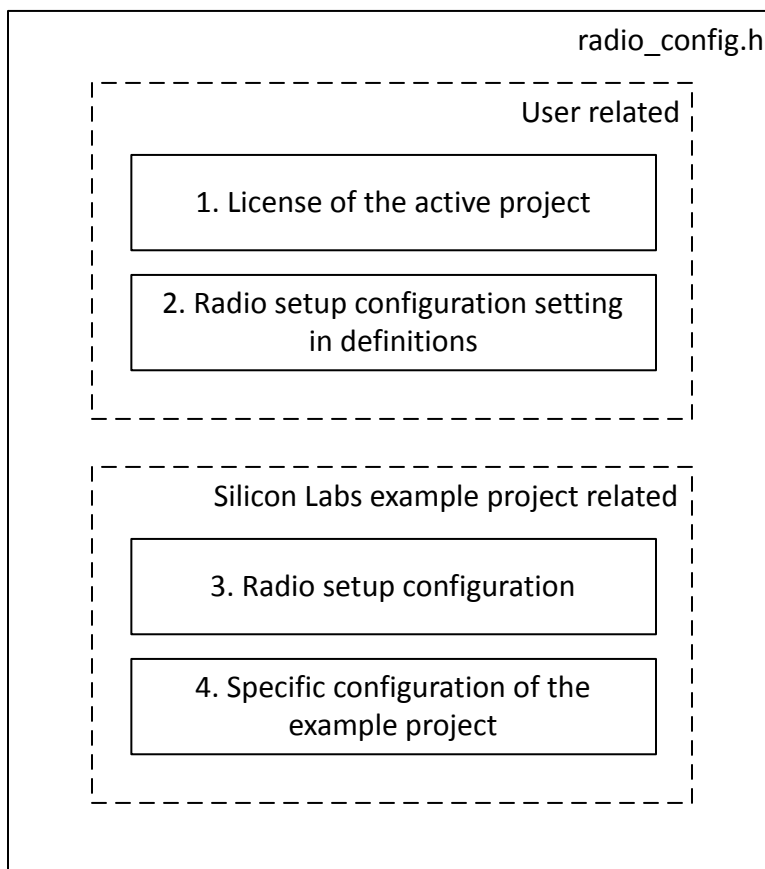 radio_config.h
User related
1. License of the active project
2. Radio setup configuration setting
in definitions
Silicon Labs example project related
3. Radio setup configuration
4. Specific configuration of the
example project